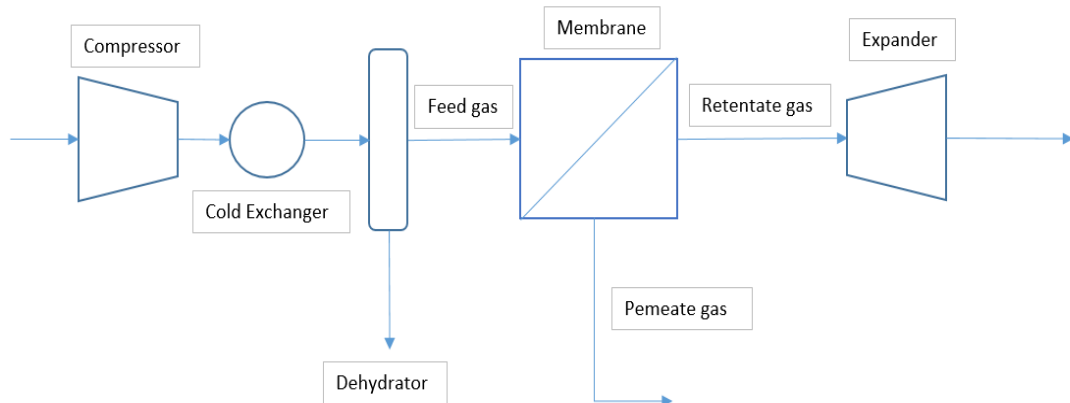 Compressor
Membrane
Expander
Feed gas
Retentate gas
Cold Exchanger
Pemeate gas
Dehydrator